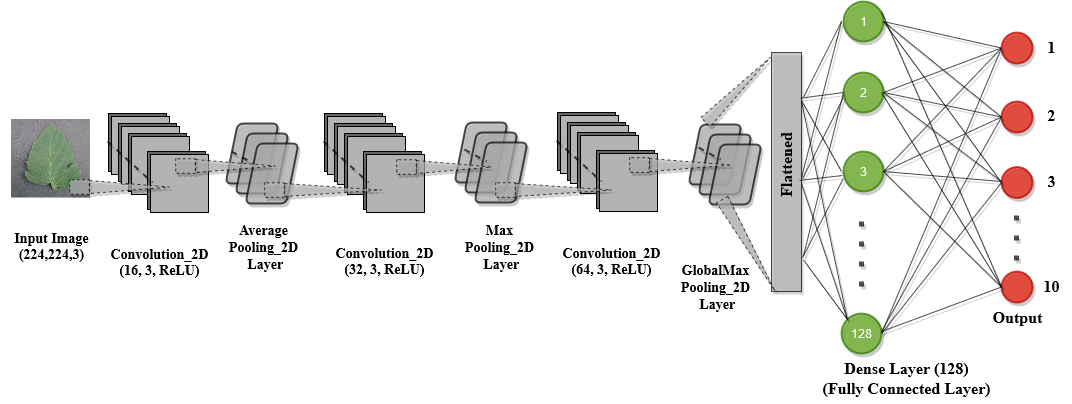 Input Image
(224,224,3)
Convolution_2D
(16, 3, ReLU)
Average
Pooling_2D
Layer
Convolution_2D
(32, 3, ReLU)
Max
Pooling_2D
Layer
Convolution_2D
(64, 3, ReLU)
GlobalMax
Pooling_2D
Layer
Flattened
1
2
3
128
Dense Layer (128)
(Fully Connected Layer)
1
2
3
10
Output